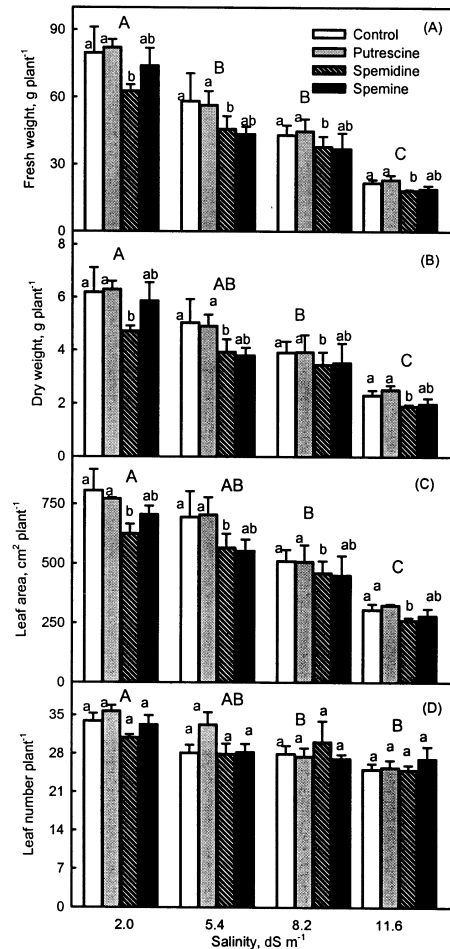 90
60
30
0
Fresh weight, g plant⁻¹
(A)
Control
Putrescine
Spemidine
Spemine
A
a a b ab
B
a a b ab
B
a a b ab
C
a a b ab
8
6
4
2
0
Dry weight, g plant⁻¹
(B)
A
a a b ab
AB
a a b ab
B
a a b ab
C
a a b ab
750
500
250
0
Leaf area, cm² plant⁻¹
(C)
A
a a b ab
AB
a a b ab
B
a a b ab
C
a a b ab
35
28
21
14
7
0
Leaf number plant⁻¹
(D)
A
a a a a
AB
a a a a
B
a a a a
B
a a a a
2.0 5.4 8.2 11.6
Salinity, dS m⁻¹